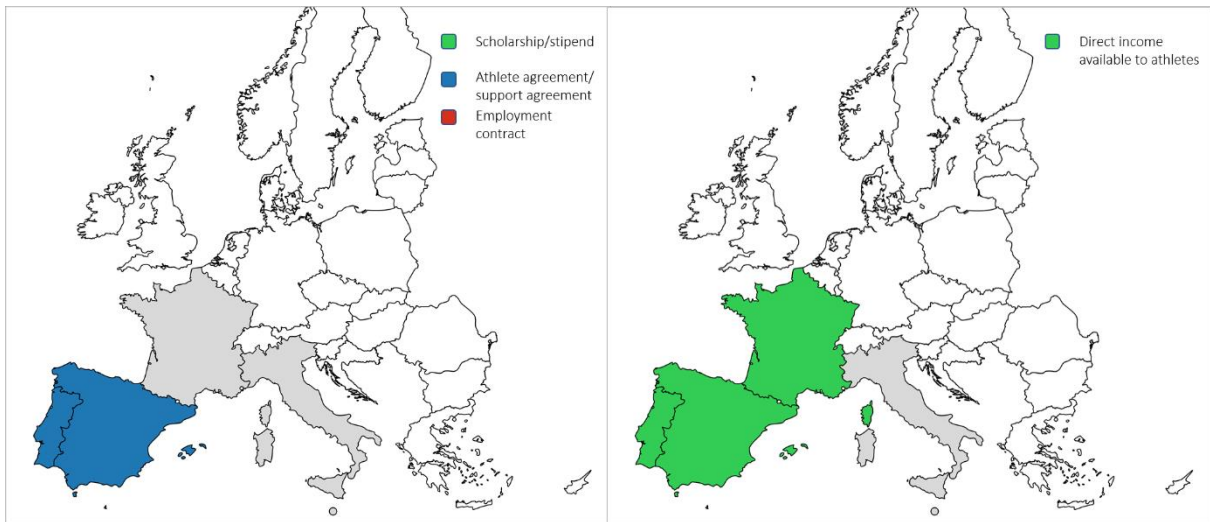 Scholarship/stipend
Athlete agreement/
support agreement
Employment
contract
Direct income
available to athletes